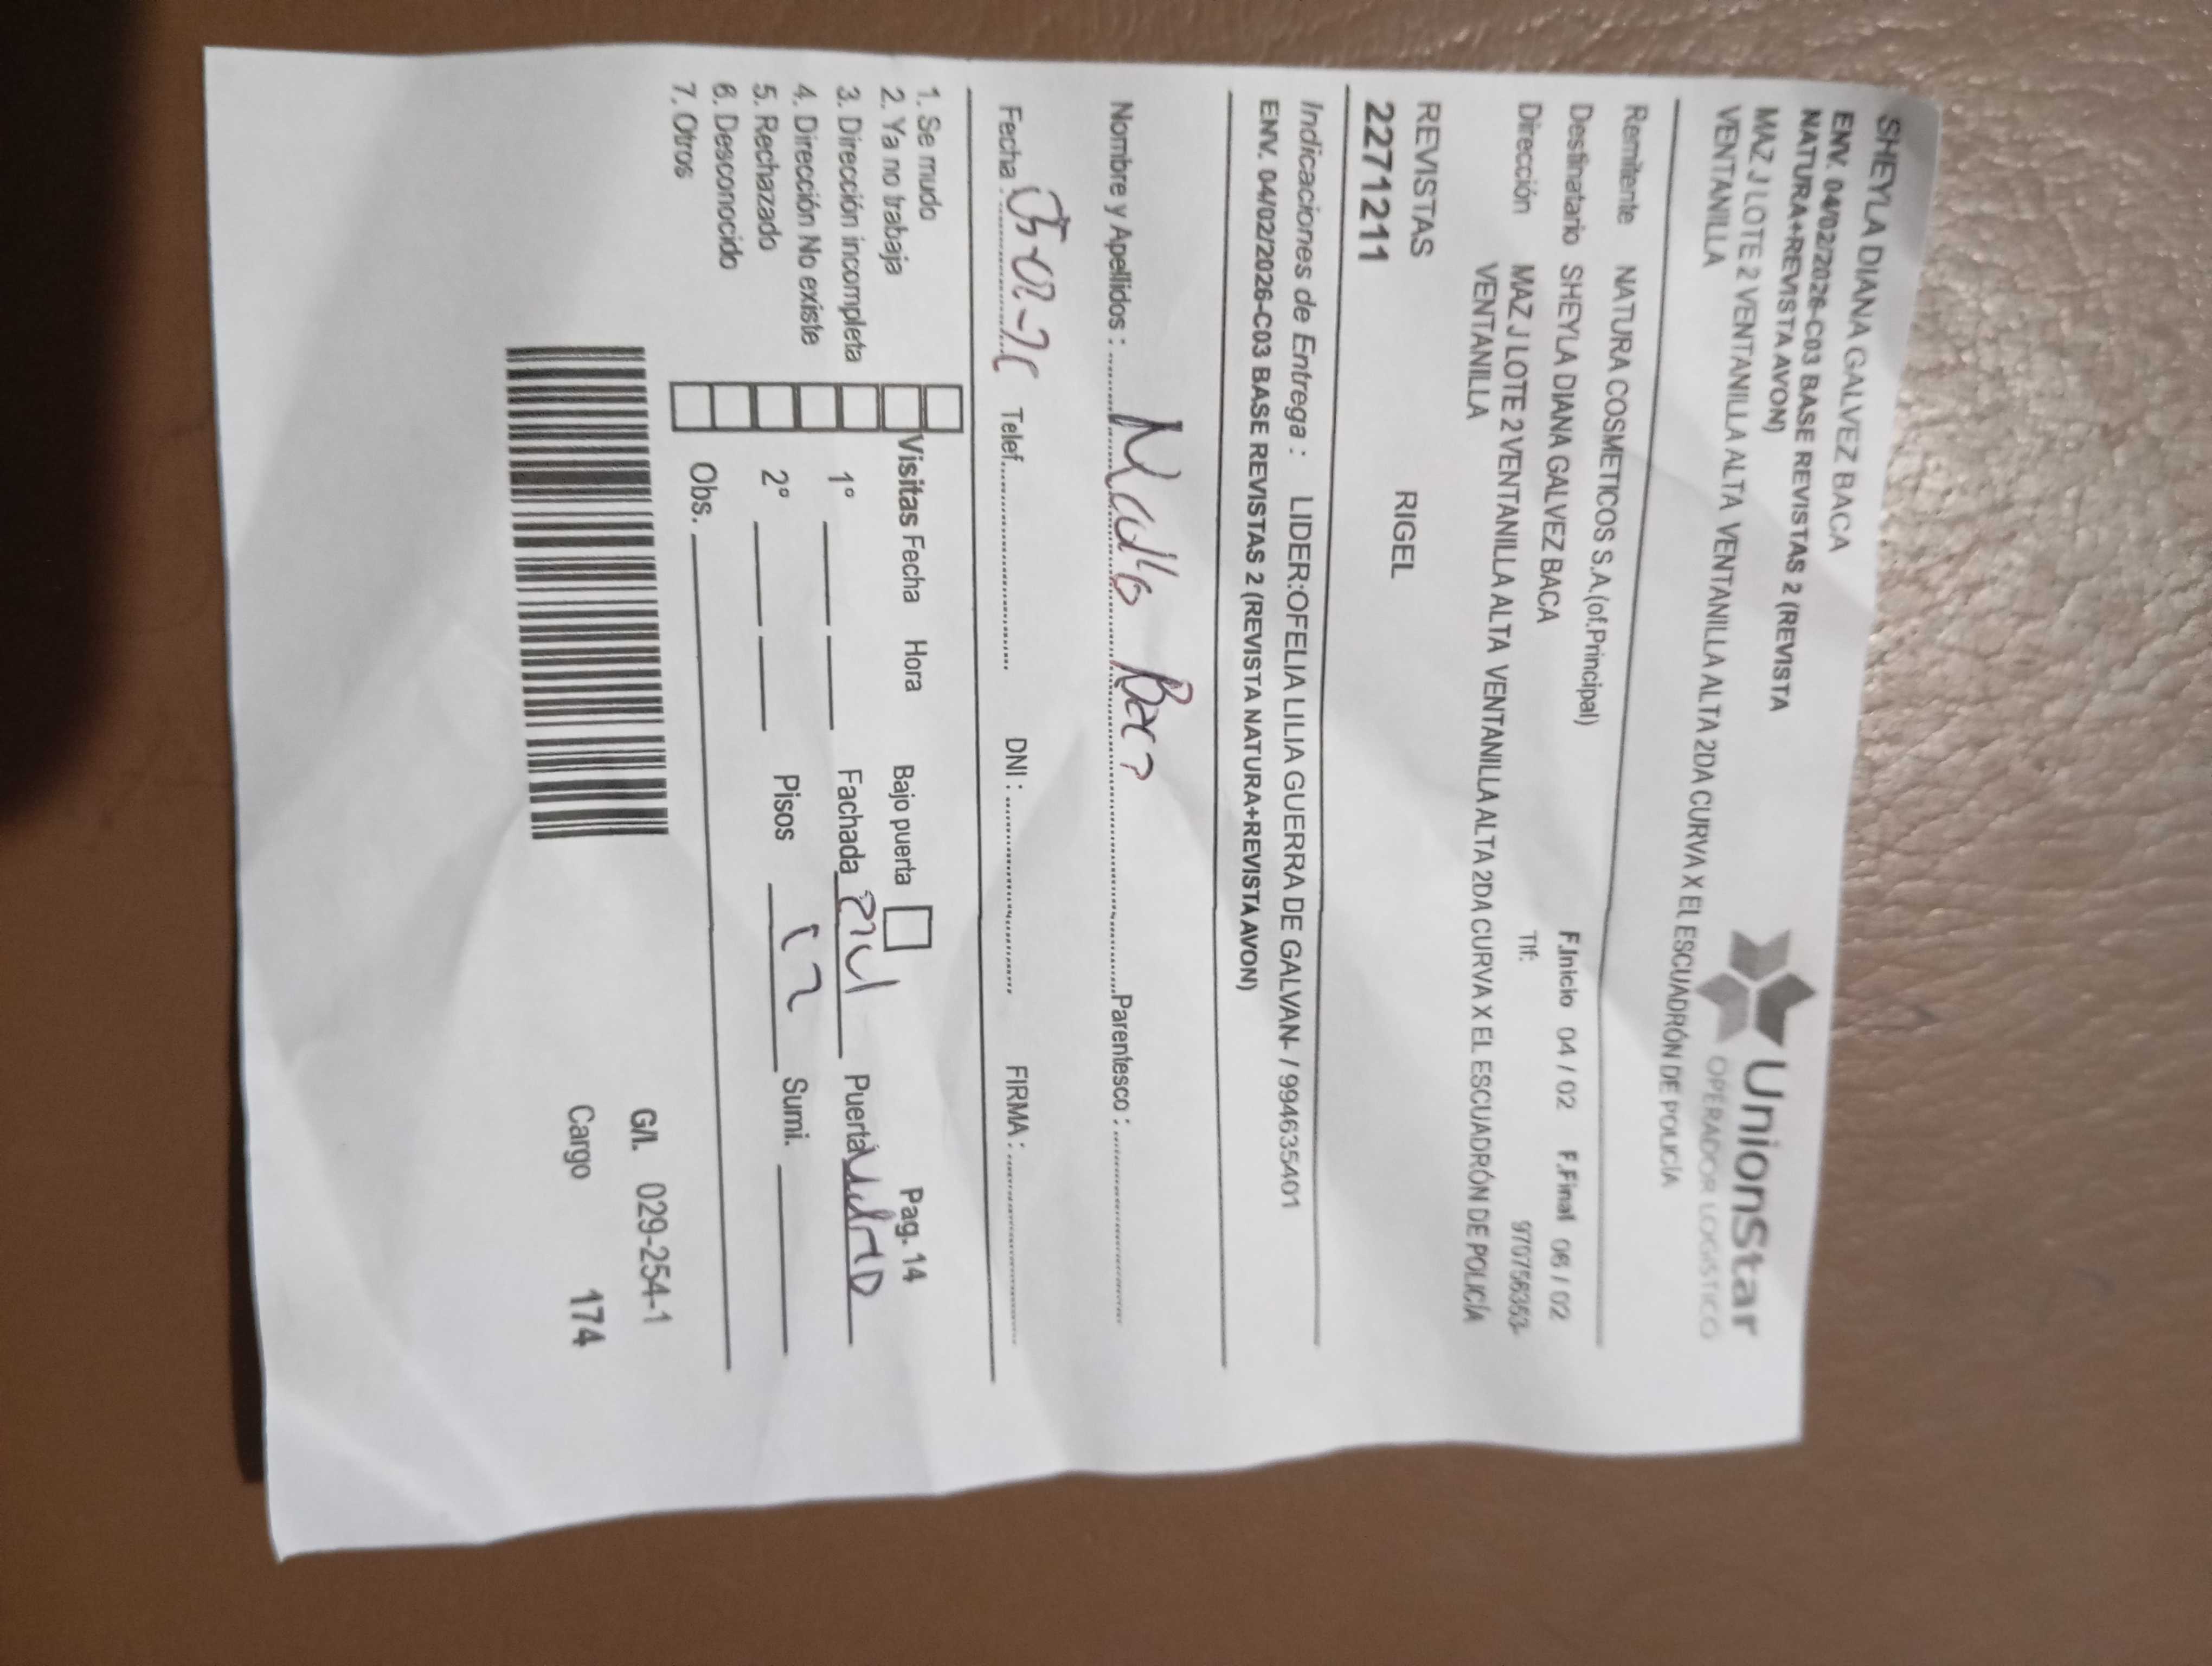 SHEYLA DIANA GALVEZ BACA
ENV. 04/02/2026-C03 BASE REVISTAS 2 (REVISTA
NATURA+REVISTA AVON)
MAZ J LOTE 2 VENTANILLA ALTA VENTANILLA ALTA 2DA CURVA X EL ESCUADRÓN DE POLICÍA
VENTANILLA
UnionStar
OPERADOR LOGISTICO
Remitente NATURA COSMETICOS S.A.(of.Principal)
F.Inicio 04 / 02 F.Final 06 / 02
Destinatario SHEYLA DIANA GALVEZ BACA
Tlf: 970756353-
Dirección MAZ J LOTE 2 VENTANILLA ALTA VENTANILLA ALTA 2DA CURVA X EL ESCUADRÓN DE POLICÍA
VENTANILLA
REVISTAS RIGEL
2271211
Indicaciones de Entrega : LIDER:OFELIA LILIA GUERRA DE GALVAN- / 994635401
ENV. 04/02/2026-C03 BASE REVISTAS 2 (REVISTA NATURA+REVISTA AVON)
Nombre y Apellidos : Parentesco :
Fecha : Telef. DNI : FIRMA :
1. Se mudo
2. Ya no trabaja
3. Dirección incompleta
4. Dirección No existe
5. Rechazado
6. Desconocido
7. Otros
Visitas Fecha Hora
1°
2°
Obs.
Bajo puerta Pag. 14
Fachada Puerta
Pisos Sumi.
G/I. 029-254-1
Cargo 174